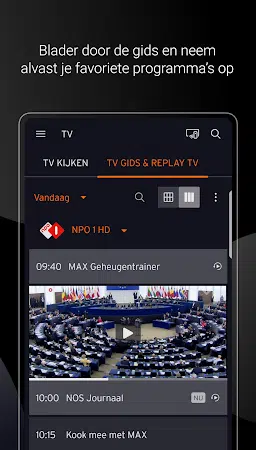 Blader door de gids en neem
alvast je favoriete programma's op
TV
TV KIJKEN
TV GIDS & REPLAY TV
Vandaag
NPO 1 HD
09:40 MAX Geheugentrainer
10:00 NOS Journaal NU
10:15 Kook mee met MAX